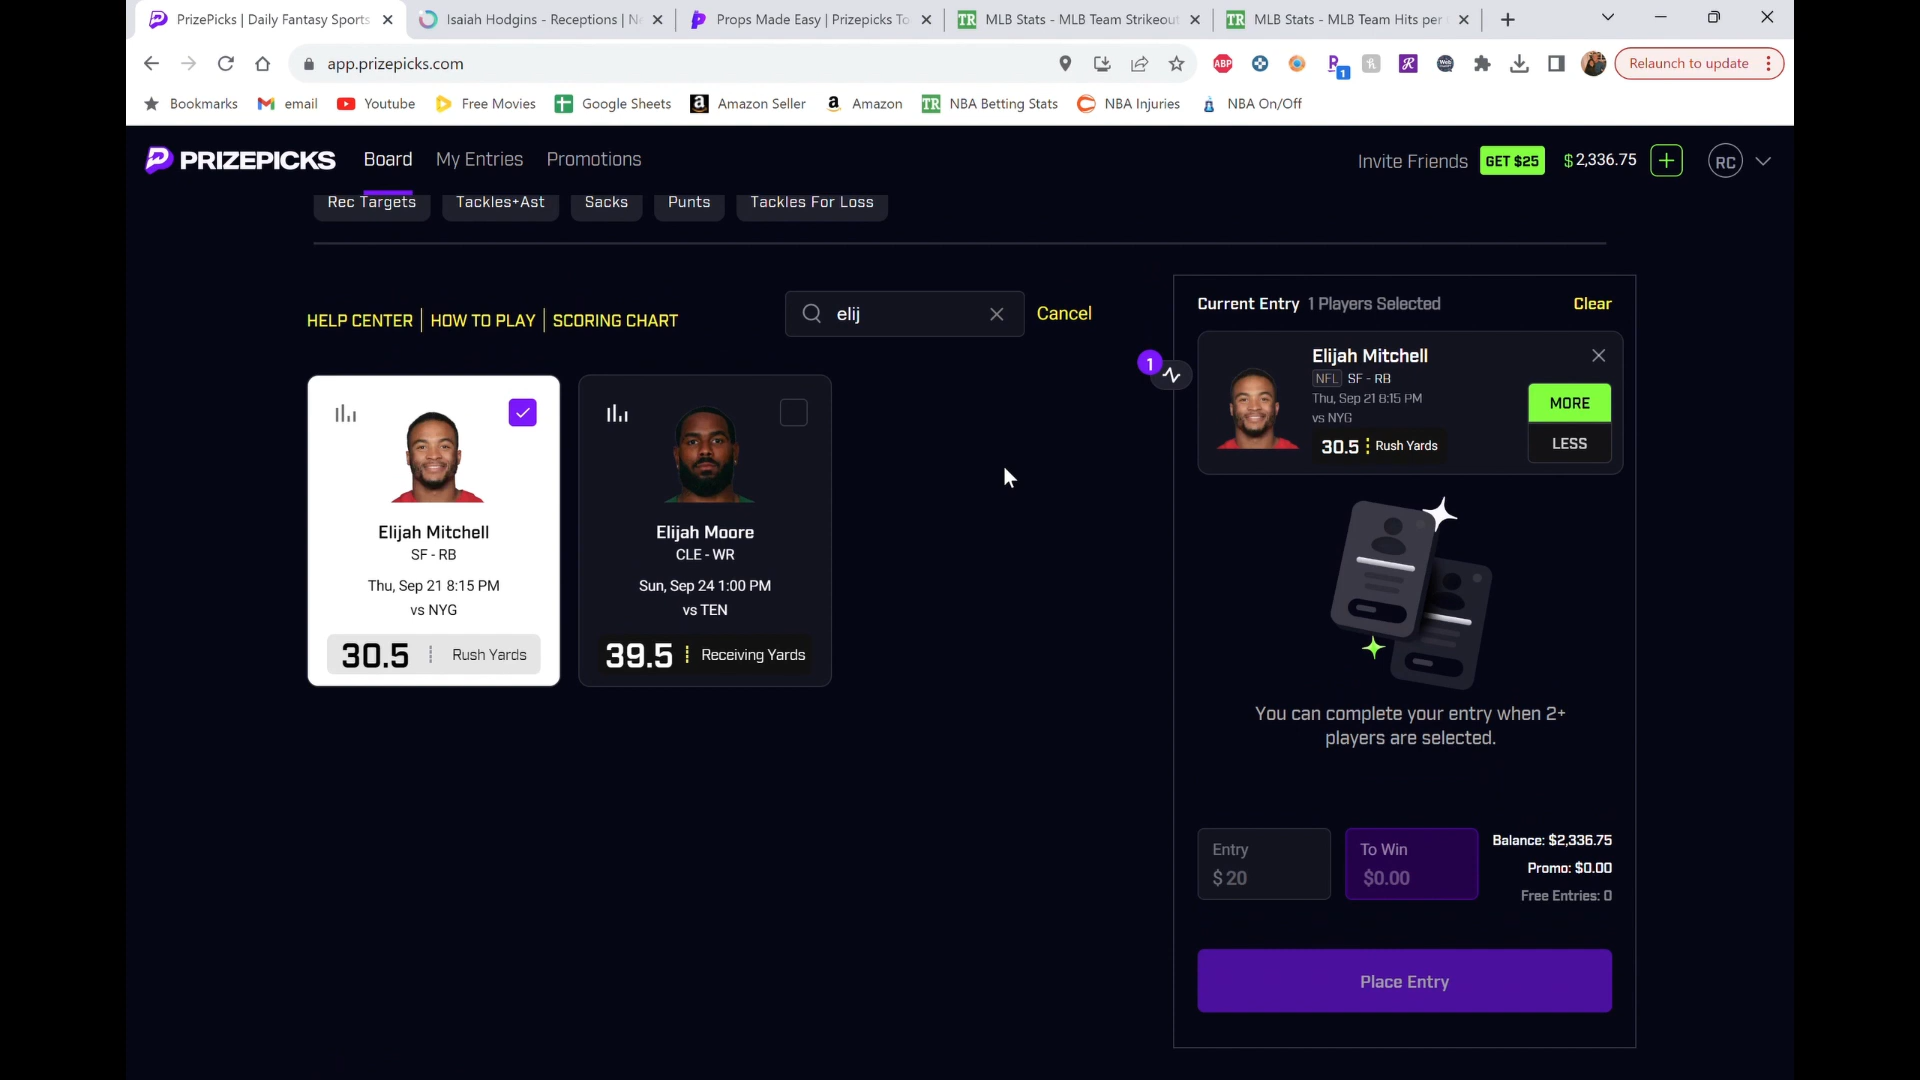 PrizePicks | Daily Fantasy Sports
Isaiah Hodgins - Receptions | N
Props Made Easy | Prizepicks To
MLB Stats - MLB Team Strikeout
MLB Stats - MLB Team Hits per
app.prizepicks.com
ABP
1
Relaunch to update
Bookmarks
email
Youtube
Free Movies
Google Sheets
Amazon Seller
Amazon
TR NBA Betting Stats
NBA Injuries
NBA On/Off
PRIZEPICKS
Board
My Entries
Promotions
Invite Friends
GET $25
$2,336.75
RC
Rec Targets
Tackles+Ast
Sacks
Punts
Tackles For Loss
HELP CENTER
HOW TO PLAY
SCORING CHART
elij
Cancel
Elijah Mitchell
SF - RB
Thu, Sep 21 8:15 PM
vs NYG
30.5 Rush Yards
Elijah Moore
CLE - WR
Sun, Sep 24 1:00 PM
vs TEN
39.5 Receiving Yards
1
Current Entry 1 Players Selected
Clear
Elijah Mitchell
NFL SF - RB
Thu, Sep 21 8:15 PM
vs NYG
30.5 Rush Yards
MORE
LESS
You can complete your entry when 2+
players are selected.
Entry
$ 20
To Win
$0.00
Balance: $2,336.75
Promo: $0.00
Free Entries: 0
Place Entry